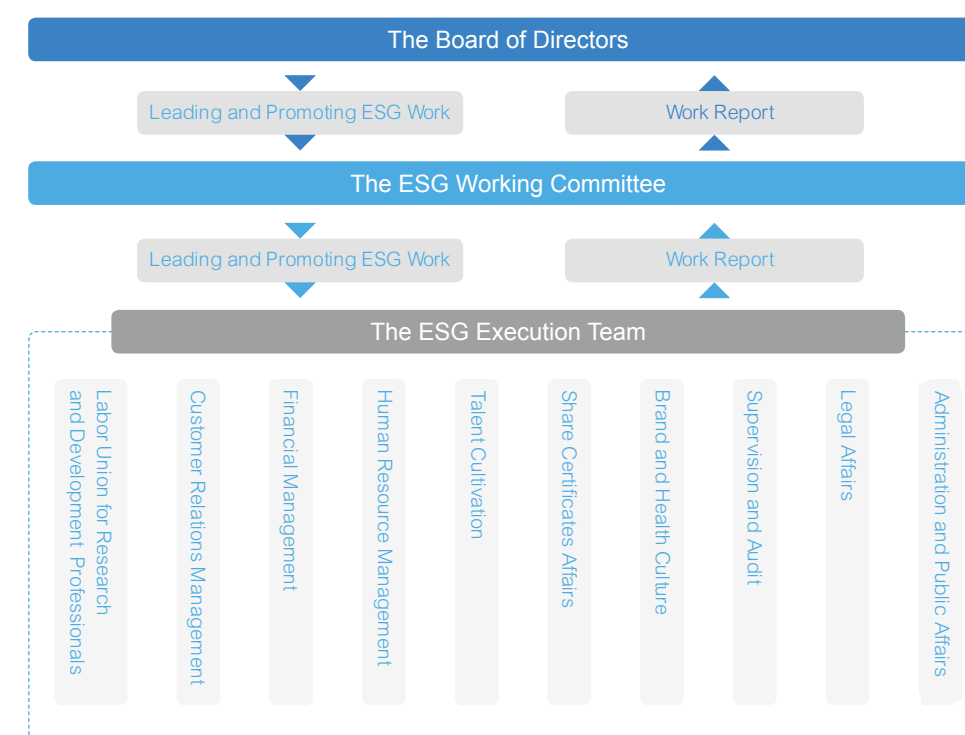 The Board of Directors
Leading and Promoting ESG Work
Work Report
The ESG Working Committee
Leading and Promoting ESG Work
Work Report
The ESG Execution Team
Labor Union for Research
and Development Professionals
Customer Relations Management
Financial Management
Human Resource Management
Talent Cultivation
Share Certificates Affairs
Brand and Health Culture
Supervision and Audit
Legal Affairs
Administration and Public Affairs